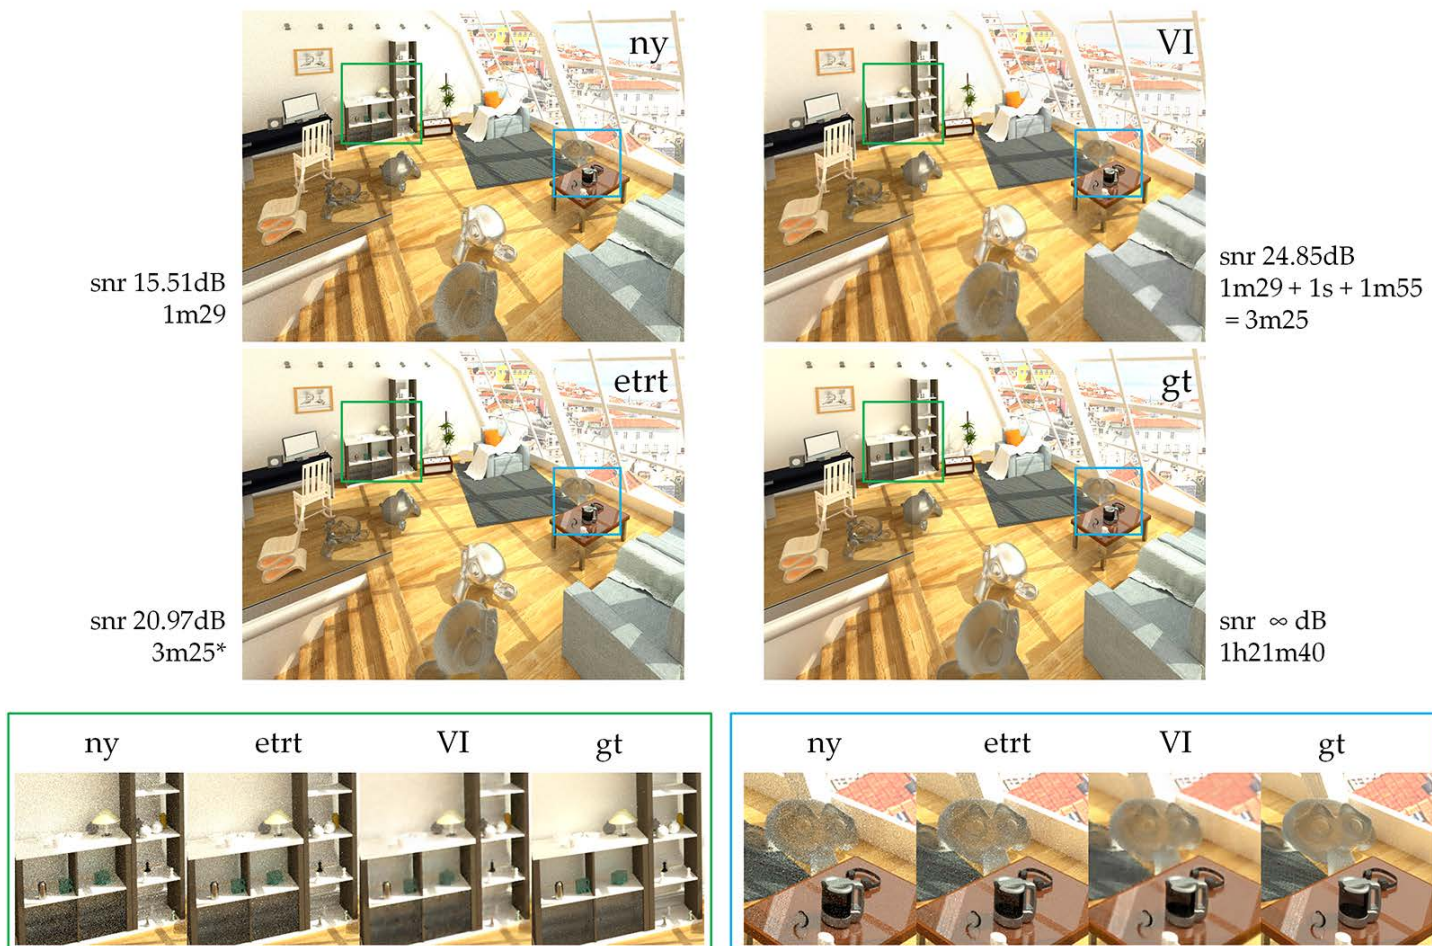 ny
VI
snr 15.51dB
1m29
snr 24.85dB
1m29 + 1s + 1m55
= 3m25
etrt
gt
snr 20.97dB
3m25*
snr ∞ dB
1h21m40
ny etrt VI gt
ny etrt VI gt